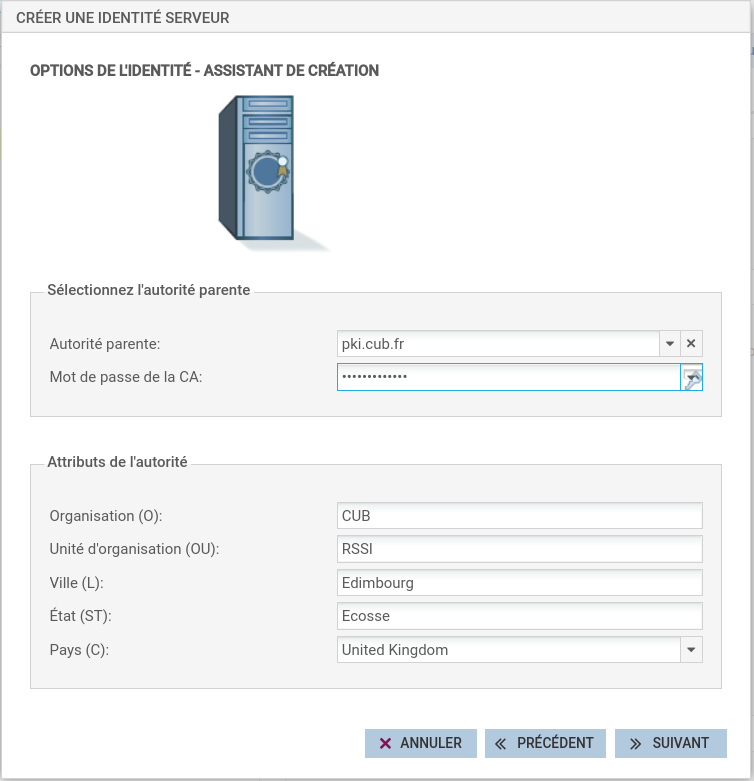 CRÉER UNE IDENTITÉ SERVEUR
OPTIONS DE L'IDENTITÉ - ASSISTANT DE CRÉATION
Sélectionnez l'autorité parente
Autorité parente: pki.cub.fr
Mot de passe de la CA: •••••••••••••
Attributs de l'autorité
Organisation (O): CUB
Unité d'organisation (OU): RSSI
Ville (L): Edimbourg
État (ST): Ecosse
Pays (C): United Kingdom
ANNULER PRÉCÉDENT SUIVANT